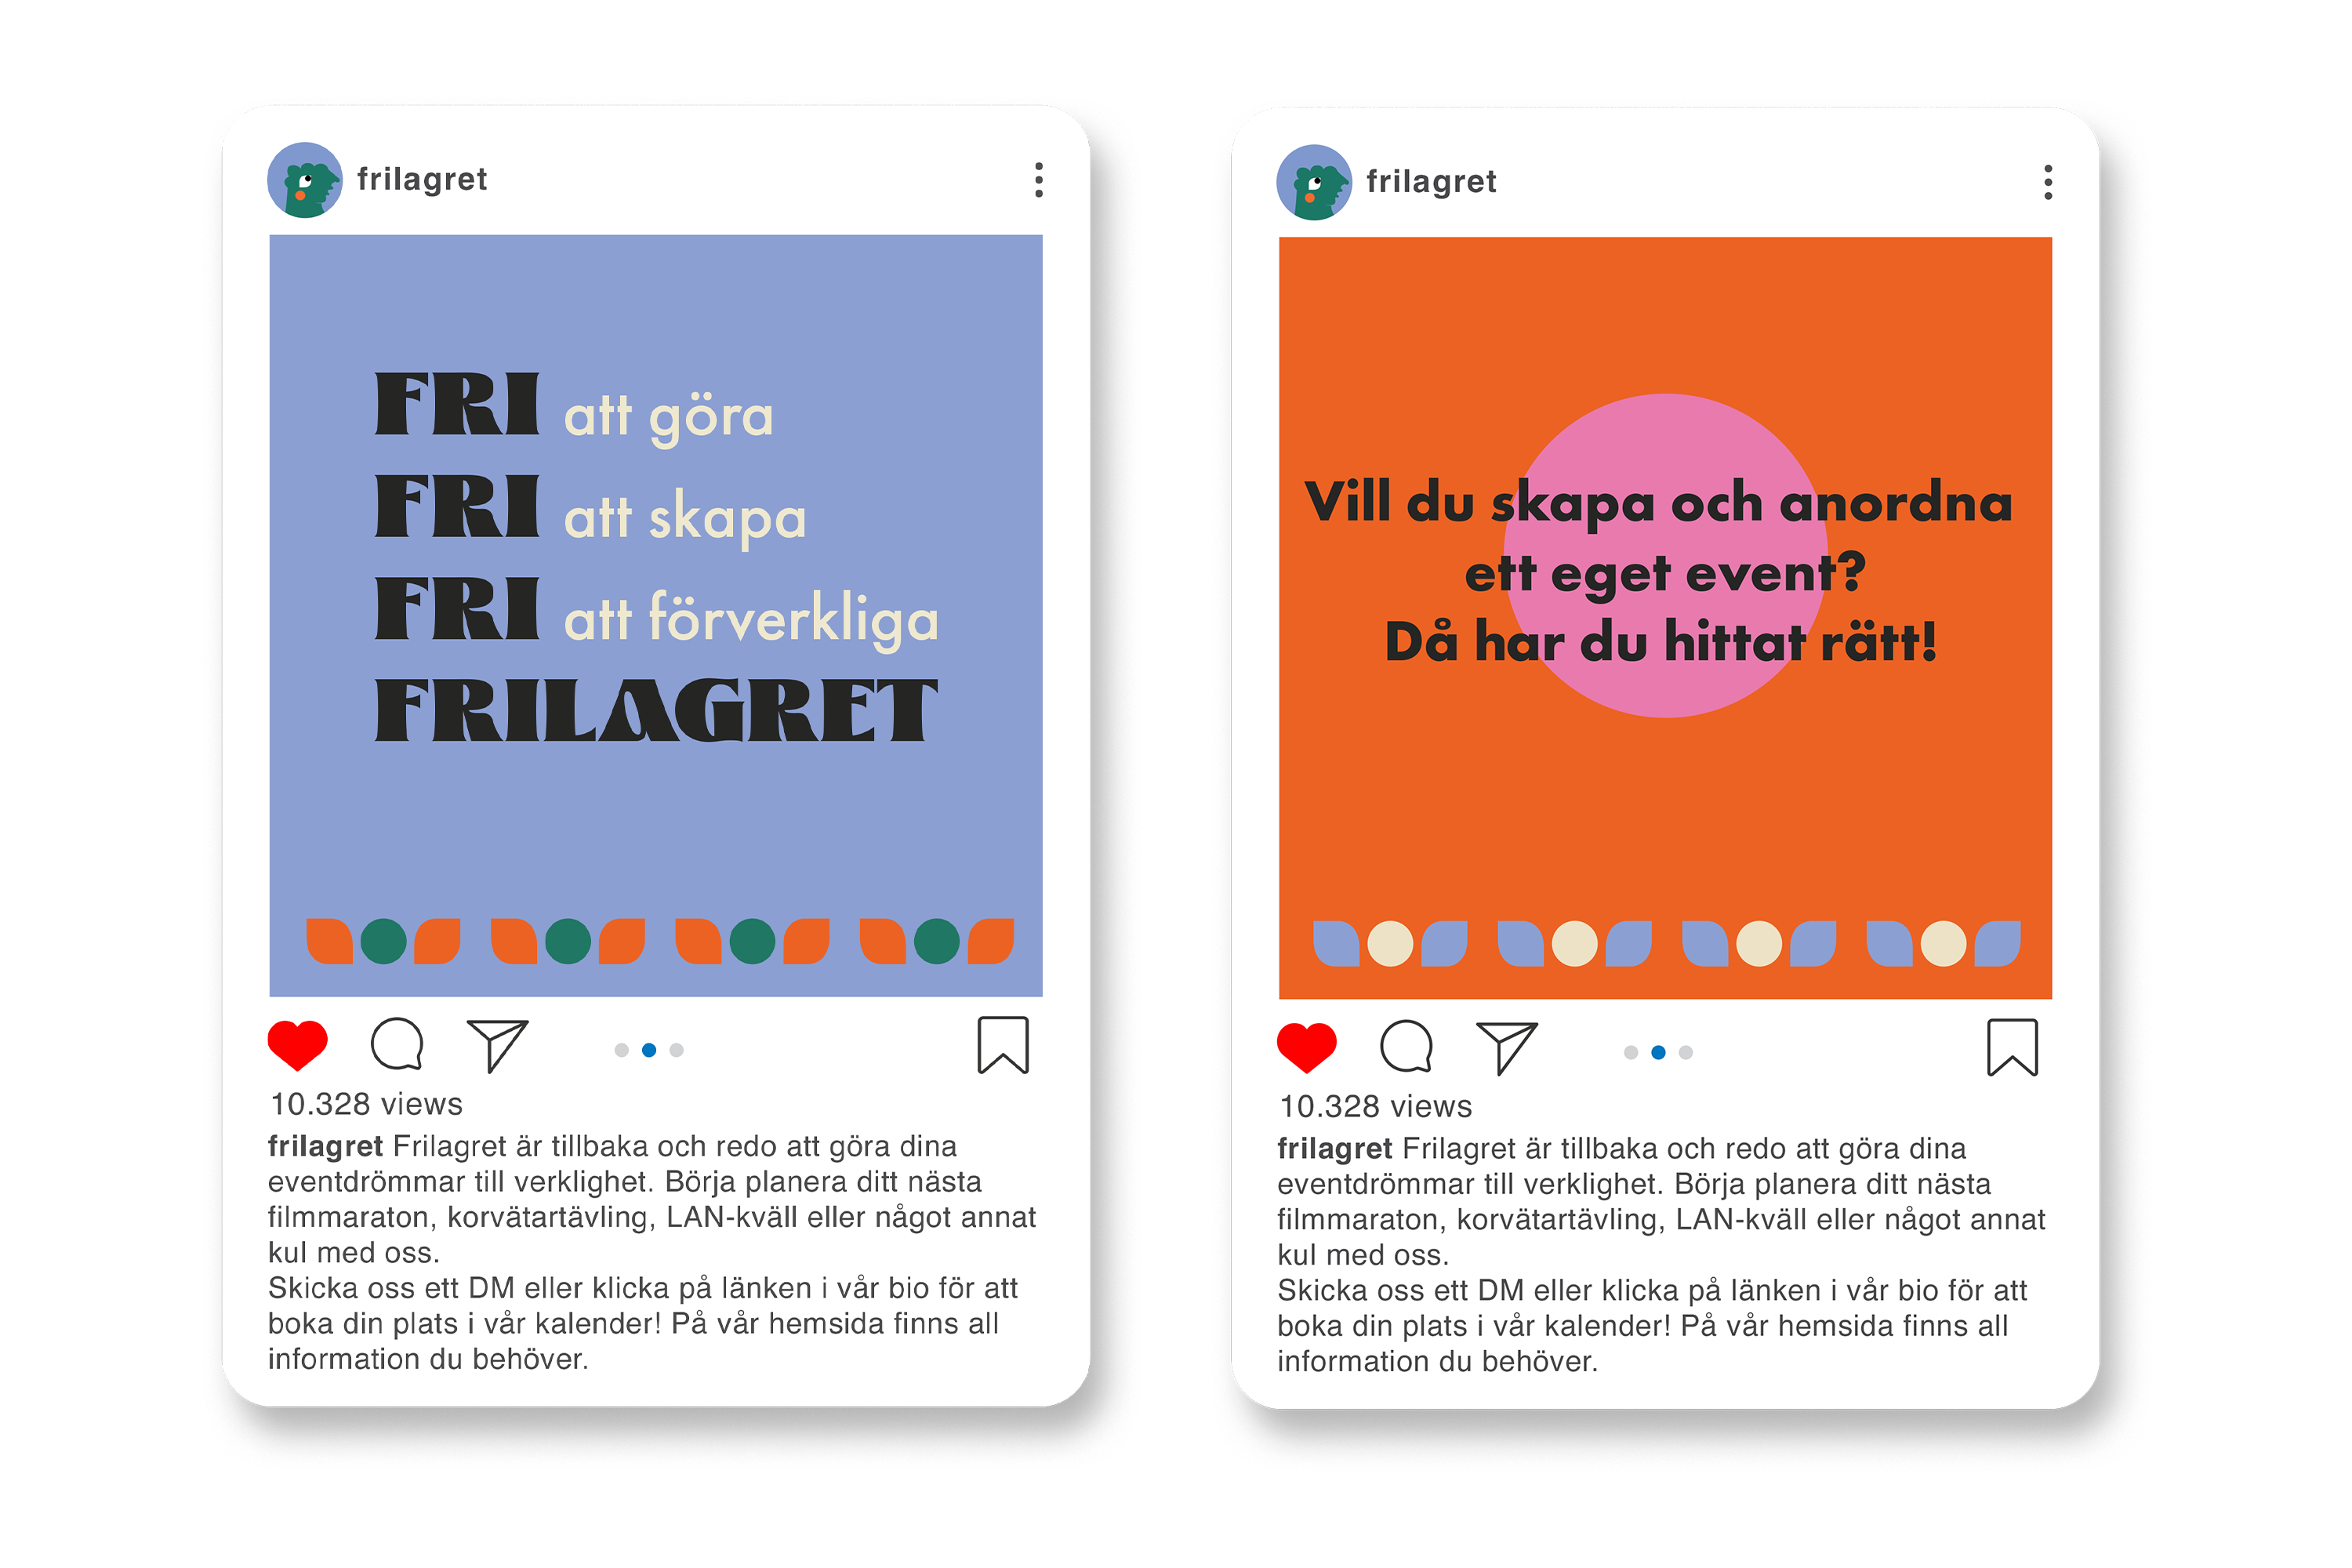 frilagret
FRI att göra
FRI att skapa
FRI att förverkliga
FRILAGRET
10.328 views
frilagret Frilagret är tillbaka och redo att göra dina
eventdrömmar till verklighet. Börja planera ditt nästa
filmmaraton, korvätartävling, LAN-kväll eller något annat
kul med oss.
Skicka oss ett DM eller klicka på länken i vår bio för att
boka din plats i vår kalender! På vår hemsida finns all
information du behöver.
frilagret
Vill du skapa och anordna
ett eget event?
Då har du hittat rätt!
10.328 views
frilagret Frilagret är tillbaka och redo att göra dina
eventdrömmar till verklighet. Börja planera ditt nästa
filmmaraton, korvätartävling, LAN-kväll eller något annat
kul med oss.
Skicka oss ett DM eller klicka på länken i vår bio för att
boka din plats i vår kalender! På vår hemsida finns all
information du behöver.